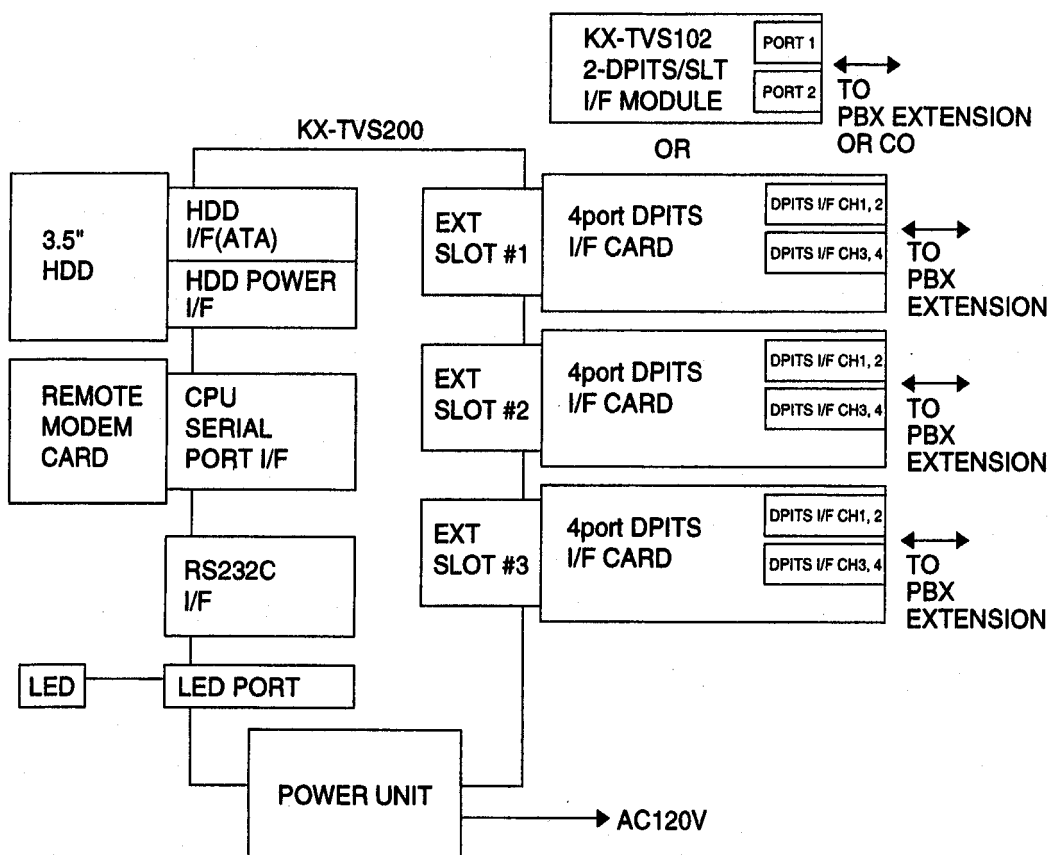 KX-TVS102
2-DPITS/SLT
I/F MODULE
PORT 1
PORT 2
TO
PBX EXTENSION
OR CO
OR
KX-TVS200
3.5"
HDD
HDD
I/F(ATA)
HDD POWER
I/F
EXT
SLOT #1
4port DPITS
I/F CARD
DPITS I/F CH1, 2
DPITS I/F CH3, 4
TO
PBX
EXTENSION
REMOTE
MODEM
CARD
CPU
SERIAL
PORT I/F
EXT
SLOT #2
4port DPITS
I/F CARD
DPITS I/F CH1, 2
DPITS I/F CH3, 4
TO
PBX
EXTENSION
RS232C
I/F
EXT
SLOT #3
4port DPITS
I/F CARD
DPITS I/F CH1, 2
DPITS I/F CH3, 4
TO
PBX
EXTENSION
LED
LED PORT
POWER UNIT
AC120V